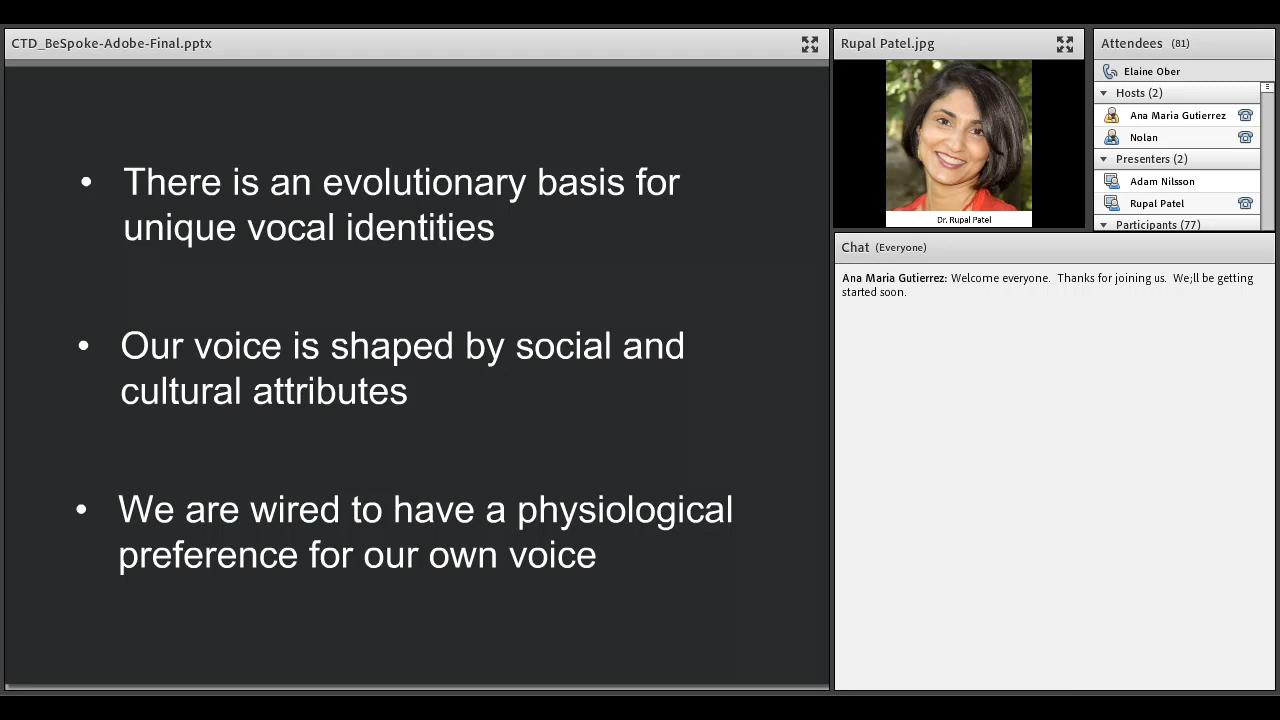 CTD_BeSpoke-Adobe-Final.pptx
• There is an evolutionary basis for
unique vocal identities
• Our voice is shaped by social and
cultural attributes
• We are wired to have a physiological
preference for our own voice
Rupal Patel.jpg
Dr. Rupal Patel
Attendees (81)
Elaine Ober
Hosts (2)
Ana Maria Gutierrez
Nolan
Presenters (2)
Adam Nilsson
Rupal Patel
Participants (77)
Chat (Everyone)
Ana Maria Gutierrez: Welcome everyone. Thanks for joining us. We;ll be getting
started soon.